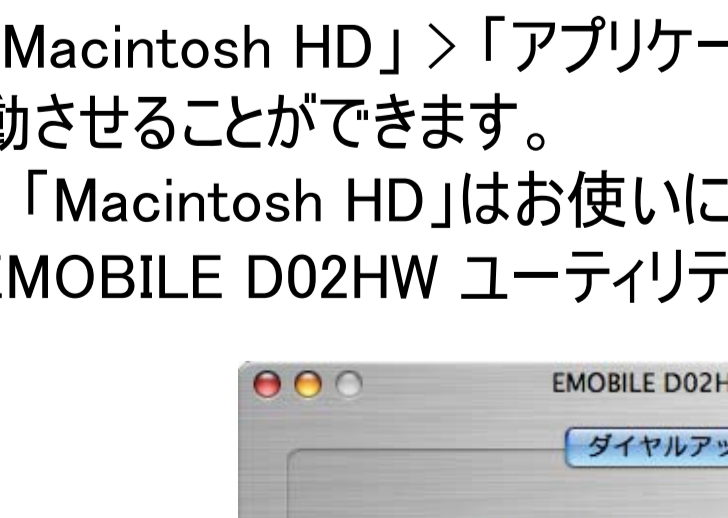 Macintosh HD」 > 「アプリケー
動させることができます。
「Macintosh HD」はお使いに
EMOBILE D02HW ユーティリテ
EMOBILE D02H
ダイヤルアッ